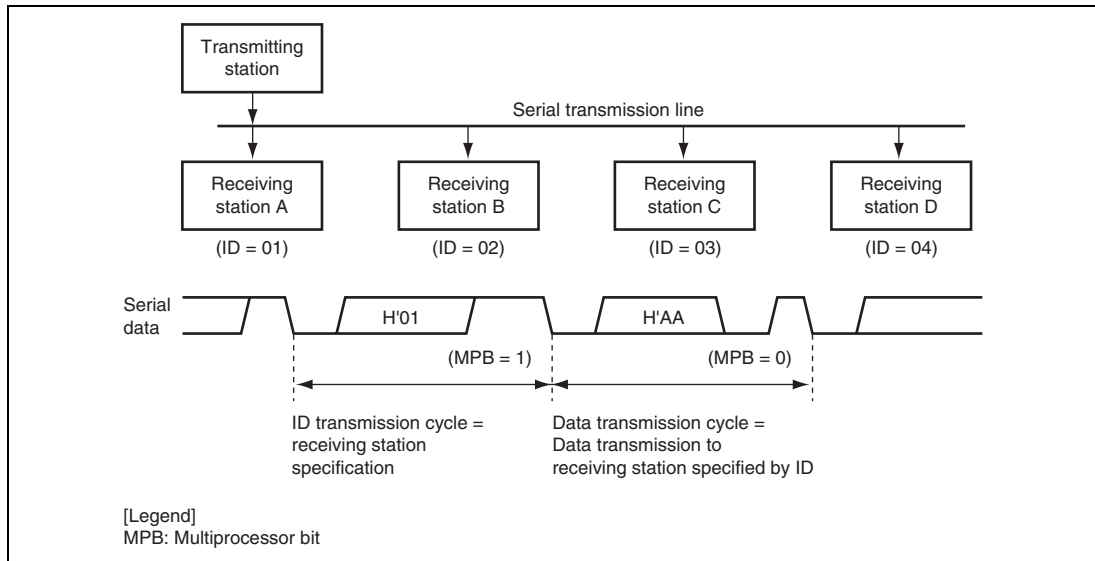 Transmitting
station
Serial transmission line
Receiving
station A
Receiving
station B
Receiving
station C
Receiving
station D
(ID = 01)
(ID = 02)
(ID = 03)
(ID = 04)
Serial
data
H'01
H'AA
(MPB = 1)
(MPB = 0)
ID transmission cycle =
receiving station
specification
Data transmission cycle =
Data transmission to
receiving station specified by ID
[Legend]
MPB: Multiprocessor bit